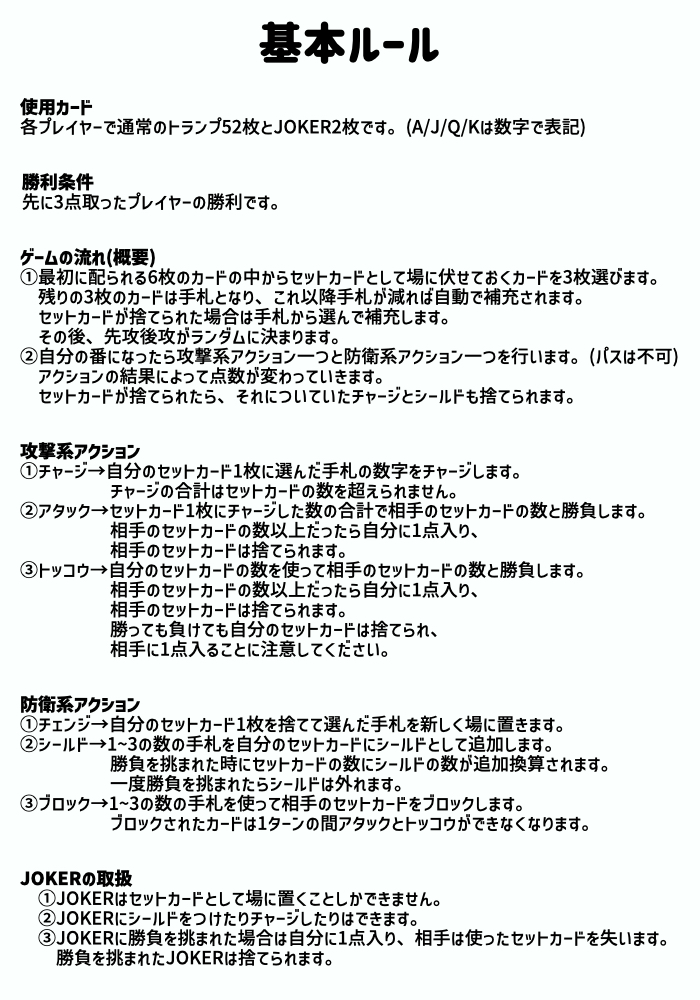 基本ルール
使用カード
各プレイヤーで通常のトランプ52枚とJOKER2枚です。(A/J/Q/Kは数字で表記)
勝利条件
先に3点取ったプレイヤーの勝利です。
ゲームの流れ(概要)
①最初に配られる6枚のカードの中からセットカードとして場に伏せておくカードを3枚選びます。
残りの3枚のカードは手札となり、これ以降手札が減れば自動で補充されます。
セットカードが捨てられた場合は手札から選んで補充します。
その後、先攻後攻がランダムに決まります。
②自分の番になったら攻撃系アクション一つと防衛系アクション一つを行います。(パスは不可)
アクションの結果によって点数が変わっていきます。
セットカードが捨てられたら、それについていたチャージとシールドも捨てられます。
攻撃系アクション
①チャージ→自分のセットカード1枚に選んだ手札の数字をチャージします。
チャージの合計はセットカードの数を超えられません。
②アタック→セットカード1枚にチャージした数の合計で相手のセットカードの数と勝負します。
相手のセットカードの数以上だったら自分に1点入り、
相手のセットカードは捨てられます。
③トッコウ→自分のセットカードの数を使って相手のセットカードの数と勝負します。
相手のセットカードの数以上だったら自分に1点入り、
相手のセットカードは捨てられます。
勝っても負けても自分のセットカードは捨てられ、
相手に1点入ることに注意してください。
防衛系アクション
①チェンジ→自分のセットカード1枚を捨てて選んだ手札を新しく場に置きます。
②シールド→1~3の数の手札を自分のセットカードにシールドとして追加します。
勝負を挑まれた時にセットカードの数にシールドの数が追加換算されます。
一度勝負を挑まれたらシールドは外れます。
③ブロック→1~3の数の手札を使って相手のセットカードをブロックします。
ブロックされたカードは1ターンの間アタックとトッコウができなくなります。
JOKERの取扱
①JOKERはセットカードとして場に置くことしかできません。
②JOKERにシールドをつけたりチャージしたりはできます。
③JOKERに勝負を挑まれた場合は自分に1点入り、相手は使ったセットカードを失います。
勝負を挑まれたJOKERは捨てられます。